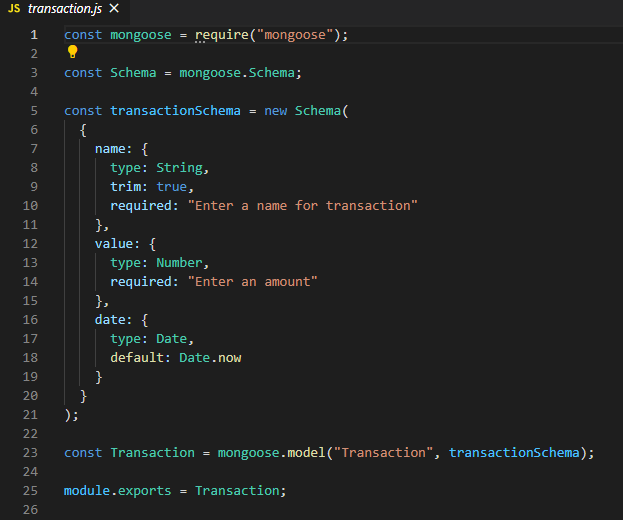 JS transaction.js ✕
1 const mongoose = require("mongoose");
2
3 const Schema = mongoose.Schema;
4
5 const transactionSchema = new Schema(
6   {
7     name: {
8       type: String,
9       trim: true,
10       required: "Enter a name for transaction"
11     },
12     value: {
13       type: Number,
14       required: "Enter an amount"
15     },
16     date: {
17       type: Date,
18       default: Date.now
19     }
20   }
21 );
22
23 const Transaction = mongoose.model("Transaction", transactionSchema);
24
25 module.exports = Transaction;
26